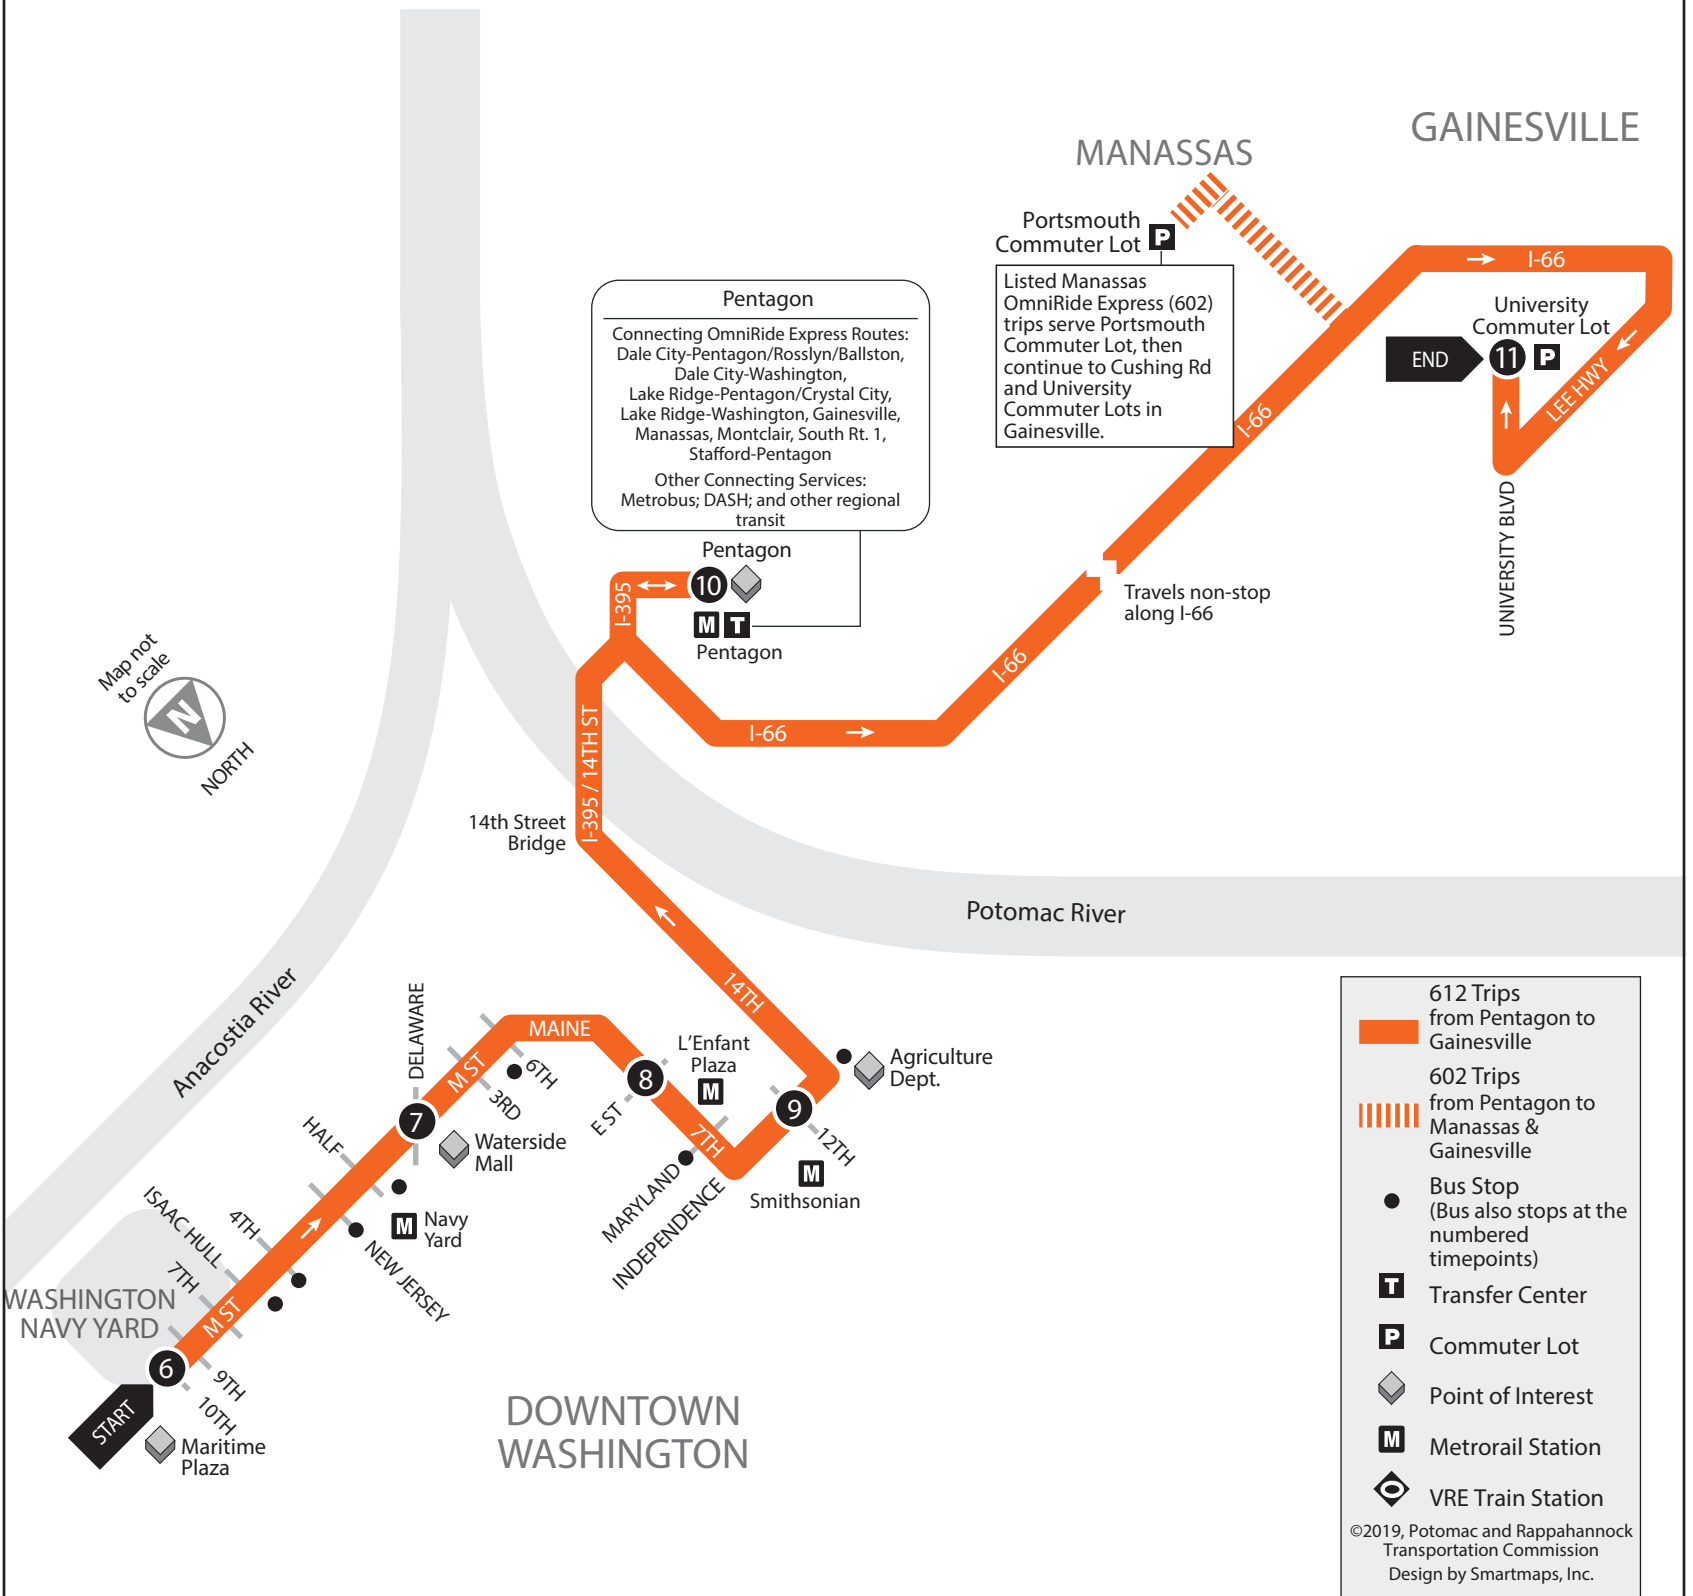 GAINESVILLE
MANASSAS
Portsmouth
Commuter Lot
P
Listed Manassas
OmniRide Express (602)
trips serve Portsmouth
Commuter Lot, then
continue to Cushing Rd
and University
Commuter Lots in
Gainesville.
I-66
University
Commuter Lot
END
11
P
LEE HWY
I-66
UNIVERSITY BLVD
Pentagon
Connecting OmniRide Express Routes:
Dale City-Pentagon/Rosslyn/Ballston,
Dale City-Washington,
Lake Ridge-Pentagon/Crystal City,
Lake Ridge-Washington, Gainesville,
Manassas, Montclair, South Rt. 1,
Stafford-Pentagon
Other Connecting Services:
Metrobus; DASH; and other regional
transit
Pentagon
I-395
10
M T
Pentagon
Travels non-stop
along I-66
I-66
I-66
Map not
to scale
N
NORTH
I-395 / 14TH ST
14th Street
Bridge
Potomac River
Anacostia River
14TH
DELAWARE
MAINE
M ST
6TH
3RD
L'Enfant
Plaza
M
8
E ST
Agriculture
Dept.
9
12TH
7TH
M
Smithsonian
MARYLAND
INDEPENDENCE
7
Waterside
Mall
HALF
M
Navy
Yard
NEW JERSEY
4TH
ISAAC HULL
7TH
M ST
WASHINGTON
NAVY YARD
6
9TH
10TH
START
Maritime
Plaza
DOWNTOWN
WASHINGTON
612 Trips
from Pentagon to
Gainesville
602 Trips
from Pentagon to
Manassas &
Gainesville
Bus Stop
(Bus also stops at the
numbered
timepoints)
T
Transfer Center
P
Commuter Lot
Point of Interest
M
Metrorail Station
VRE Train Station
©2019, Potomac and Rappahannock
Transportation Commission
Design by Smartmaps, Inc.